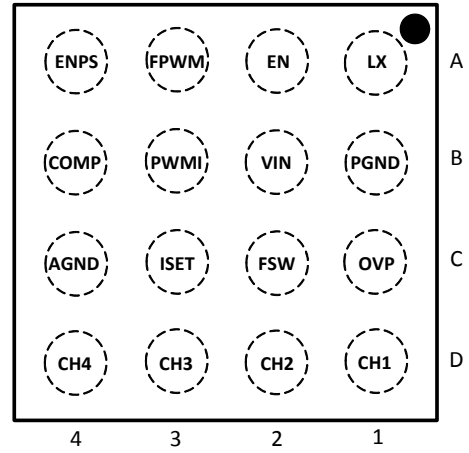 ENPS FPWM EN LX A
COMP PWMI VIN PGND B
AGND ISET FSW OVP C
CH4 CH3 CH2 CH1 D
4 3 2 1